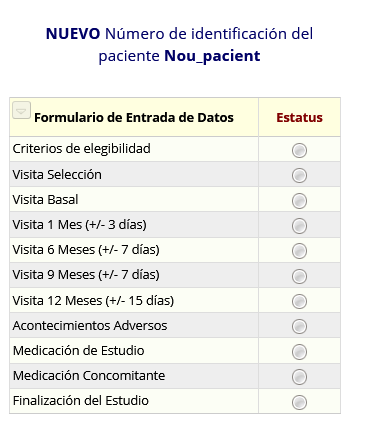 NUEVO Número de identificación del
paciente Nou_pacient
Formulario de Entrada de Datos Estatus
Criterios de elegibilidad
Visita Selección
Visita Basal
Visita 1 Mes (+/- 3 días)
Visita 6 Meses (+/- 7 días)
Visita 9 Meses (+/- 7 días)
Visita 12 Meses (+/- 15 días)
Acontecimientos Adversos
Medicación de Estudio
Medicación Concomitante
Finalización del Estudio